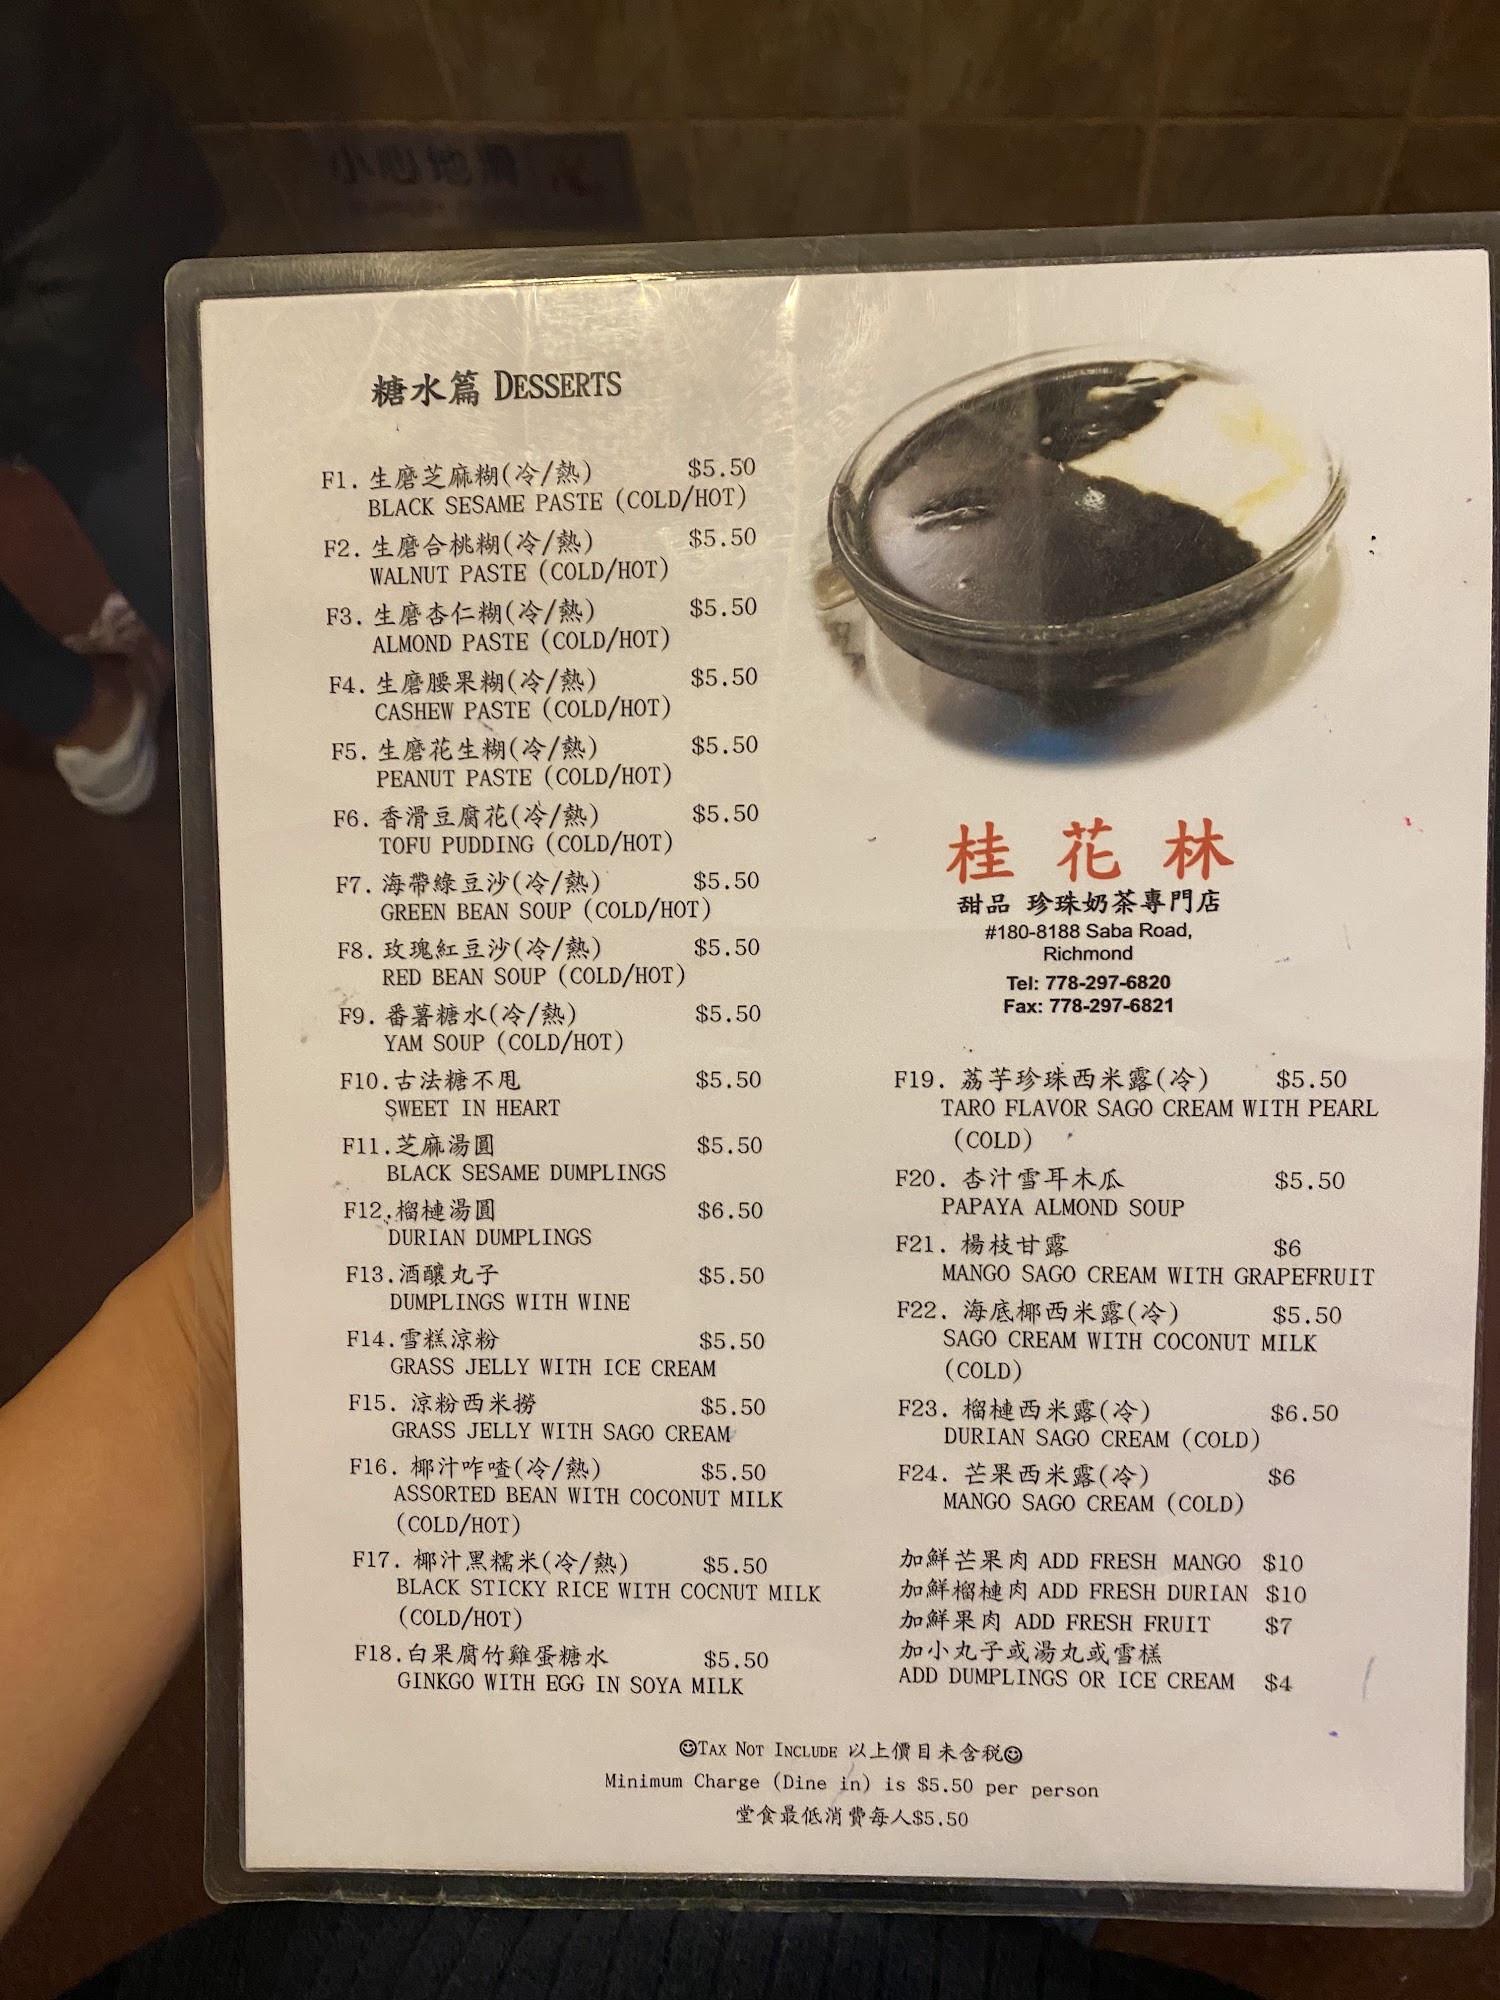 小心地滑
糖水篇 DESSERTS
F1. 生磨芝麻糊(冷/熱) $5.50
BLACK SESAME PASTE (COLD/HOT)
F2. 生磨合桃糊(冷/熱) $5.50
WALNUT PASTE (COLD/HOT)
F3. 生磨杏仁糊(冷/熱) $5.50
ALMOND PASTE (COLD/HOT)
F4. 生磨腰果糊(冷/熱) $5.50
CASHEW PASTE (COLD/HOT)
F5. 生磨花生糊(冷/熱) $5.50
PEANUT PASTE (COLD/HOT)
F6. 香滑豆腐花(冷/熱) $5.50
TOFU PUDDING (COLD/HOT)
F7. 海帶綠豆沙(冷/熱) $5.50
GREEN BEAN SOUP (COLD/HOT)
F8. 玫瑰紅豆沙(冷/熱) $5.50
RED BEAN SOUP (COLD/HOT)
F9. 番薯糖水(冷/熱) $5.50
YAM SOUP (COLD/HOT)
F10.古法糖不甩 $5.50
SWEET IN HEART
F11.芝麻湯圓 $5.50
BLACK SESAME DUMPLINGS
F12.榴槤湯圓 $6.50
DURIAN DUMPLINGS
F13.酒釀丸子 $5.50
DUMPLINGS WITH WINE
F14.雪糕涼粉 $5.50
GRASS JELLY WITH ICE CREAM
F15. 涼粉西米撈 $5.50
GRASS JELLY WITH SAGO CREAM
F16. 椰汁咋喳(冷/熱) $5.50
ASSORTED BEAN WITH COCONUT MILK
(COLD/HOT)
F17. 椰汁黑糯米(冷/熱) $5.50
BLACK STICKY RICE WITH COCNUT MILK
(COLD/HOT)
F18.白果腐竹雞蛋糖水 $5.50
GINKGO WITH EGG IN SOYA MILK
桂花林
甜品 珍珠奶茶專門店
#180-8188 Saba Road,
Richmond
Tel: 778-297-6820
Fax: 778-297-6821
F19. 荔芋珍珠西米露(冷) $5.50
TARO FLAVOR SAGO CREAM WITH PEARL
(COLD)
F20. 杏汁雪耳木瓜 $5.50
PAPAYA ALMOND SOUP
F21. 楊枝甘露 $6
MANGO SAGO CREAM WITH GRAPEFRUIT
F22. 海底椰西米露(冷) $5.50
SAGO CREAM WITH COCONUT MILK
(COLD)
F23. 榴槤西米露(冷) $6.50
DURIAN SAGO CREAM (COLD)
F24. 芒果西米露(冷) $6
MANGO SAGO CREAM (COLD)
加鮮芒果肉 ADD FRESH MANGO $10
加鮮榴槤肉 ADD FRESH DURIAN $10
加鮮果肉 ADD FRESH FRUIT $7
加小丸子或湯丸或雪糕
ADD DUMPLINGS OR ICE CREAM $4
☺TAX NOT INCLUDE 以上價目未含税☺
Minimum Charge (Dine in) is $5.50 per person
堂食最低消費每人$5.50